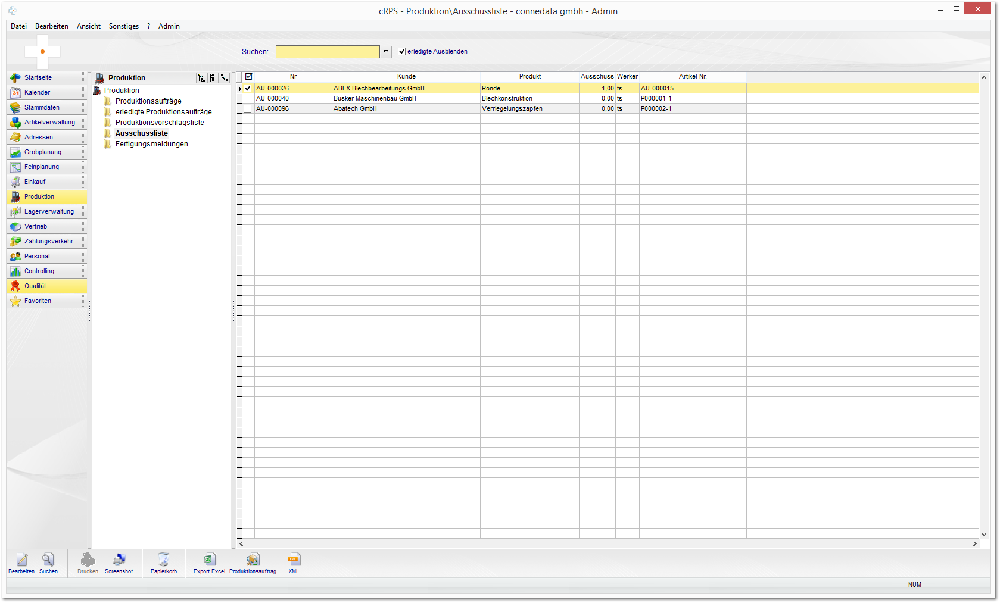 cRPS - Produktion\Ausschussliste - connedata gmbh - Admin
Datei Bearbeiten Ansicht Sonstiges ? Admin
Suchen: erledigte Ausblenden
Startseite
Kalender
Stammdaten
Artikelverwaltung
Adressen
Grobplanung
Feinplanung
Einkauf
Produktion
Lagerverwaltung
Vertrieb
Zahlungsverkehr
Personal
Controlling
Qualität
Favoriten
31
Produktion
Produktion
Produktionsaufträge
erledigte Produktionsaufträge
Produktionsvorschlagsliste
Ausschussliste
Fertigungsmeldungen
Nr Kunde Produkt Ausschuss Werker Artikel-Nr.
AU-000026 ABEX Blechbearbeitungs GmbH Ronde 1,00 ts AU-000015
AU-000040 Busker Maschinenbau GmbH Blechkonstruktion 0,00 ts P000001-1
AU-000096 Abatech GmbH Verriegelungszapfen 0,00 ts P000002-1
Bearbeiten Suchen Drucken Screenshot Papierkorb Export Excel Produktionsauftrag XML
XML
NUM